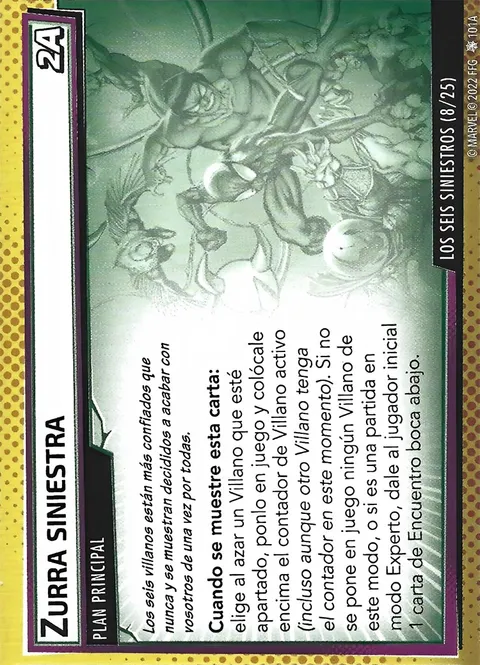 ZURRA SINIESTRA
2A
PLAN PRINCIPAL
Los seis villanos están más confiados que
nunca y se muestran decididos a acabar con
vosotros de una vez por todas.
Cuando se muestre esta carta:
elige al azar un Villano que esté
apartado, ponlo en juego y colócale
encima el contador de Villano activo
(incluso aunque otro Villano tenga
el contador en este momento). Si no
se pone en juego ningún Villano de
este modo, o si es una partida en
modo Experto, dale al jugador inicial
1 carta de Encuentro boca abajo.
LOS SEIS SINIESTROS (8/25)
© MARVEL © 2022 FFG 101A